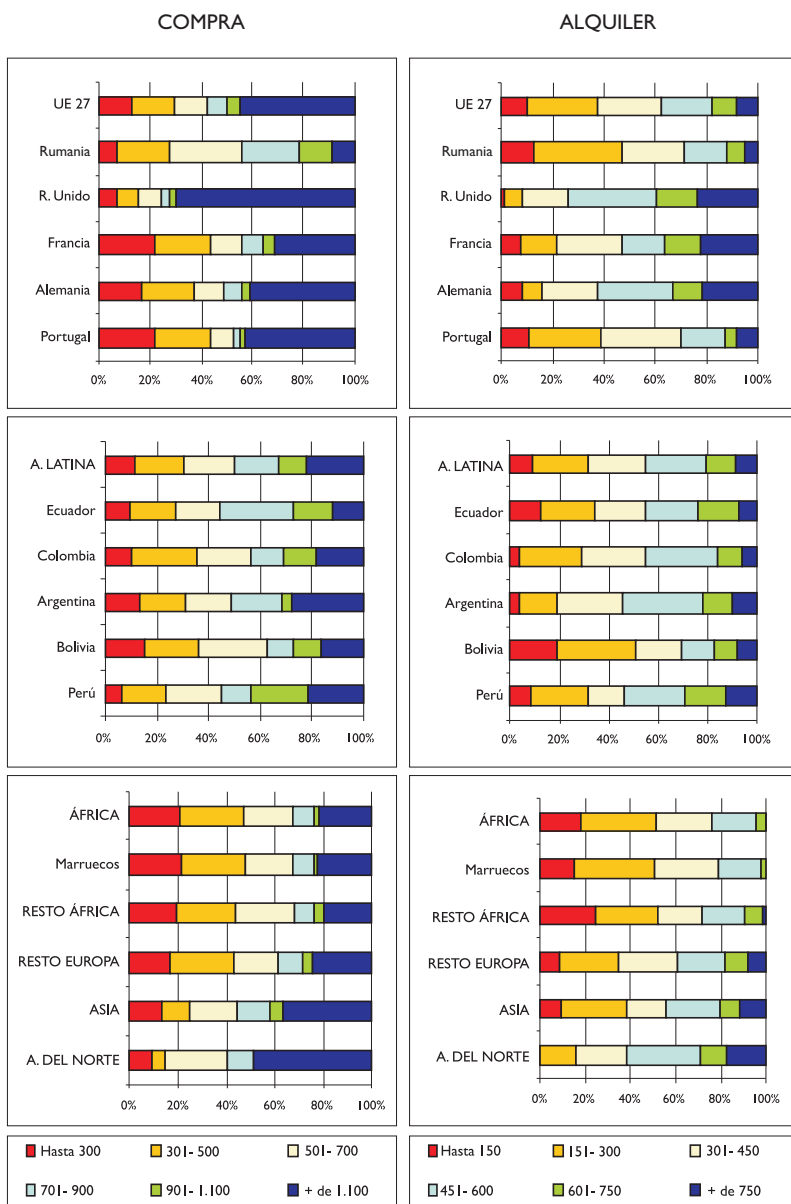 COMPRA
ALQUILER
UE 27
Rumania
R. Unido
Francia
Alemania
Portugal
0% 20% 40% 60% 80% 100%
0% 20% 40% 60% 80% 100%
A. LATINA
Ecuador
Colombia
Argentina
Bolivia
Perú
0% 20% 40% 60% 80% 100%
A. LATINA
Ecuador
Colombia
Argentina
Bolivia
Perú
0% 20% 40% 60% 80% 100%
ÁFRICA
Marruecos
RESTO ÁFRICA
RESTO EUROPA
ASIA
A. DEL NORTE
0% 20% 40% 60% 80% 100%
ÁFRICA
Marruecos
RESTO ÁFRICA
RESTO EUROPA
ASIA
A. DEL NORTE
0% 20% 40% 60% 80% 100%
Hasta 300 301- 500 501 - 700
701- 900 901- 1.100 + de 1.100
Hasta 150 151- 300 301- 450
451- 600 601- 750 + de 750
UE 27
Rumania
R. Unido
Francia
Alemania
Portugal